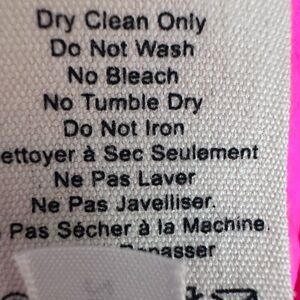 Dry Clean Only
Do Not Wash
No Bleach
No Tumble Dry
Do Not Iron
ettoyer à Sec Seulement
Ne Pas Laver
Ne Pas Javelliser.
Pas Sécher à la Machine.